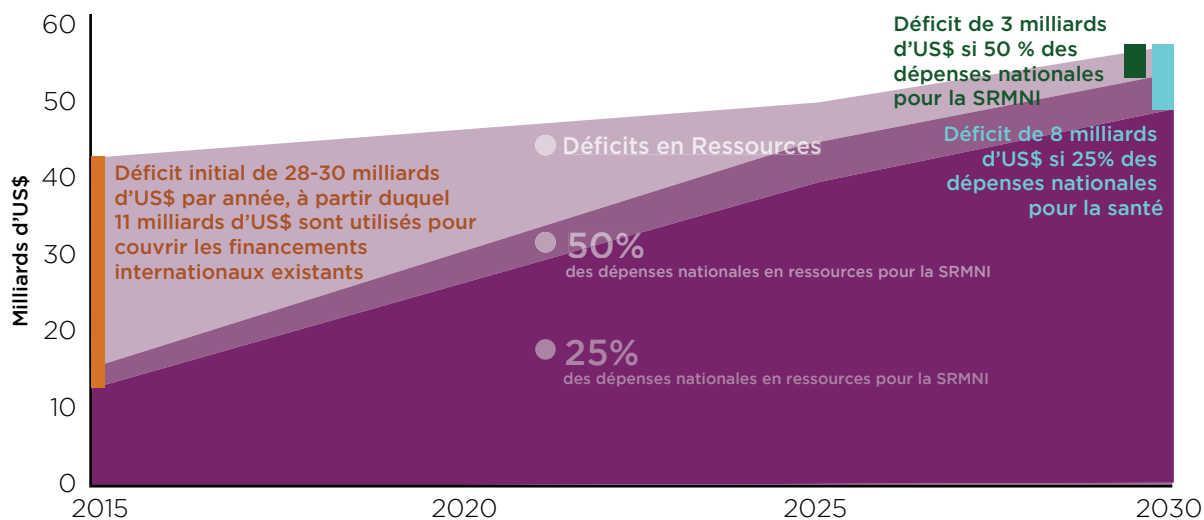 60
50
40
30
20
10
0
Milliards d'US$
2015
2020
2025
2030
Déficit initial de 28-30 milliards
d'US$ par année, à partir duquel
11 milliards d'US$ sont utilisés pour
couvrir les financements
internationaux existants
Déficits en Ressources
50%
des dépenses nationales en ressources pour la SRMNI
25%
des dépenses nationales en ressources pour la SRMNI
Déficit de 3 milliards
d'US$ si 50 % des
dépenses nationales
pour la SRMNI
Déficit de 8 milliards
d'US$ si 25% des
dépenses nationales
pour la santé